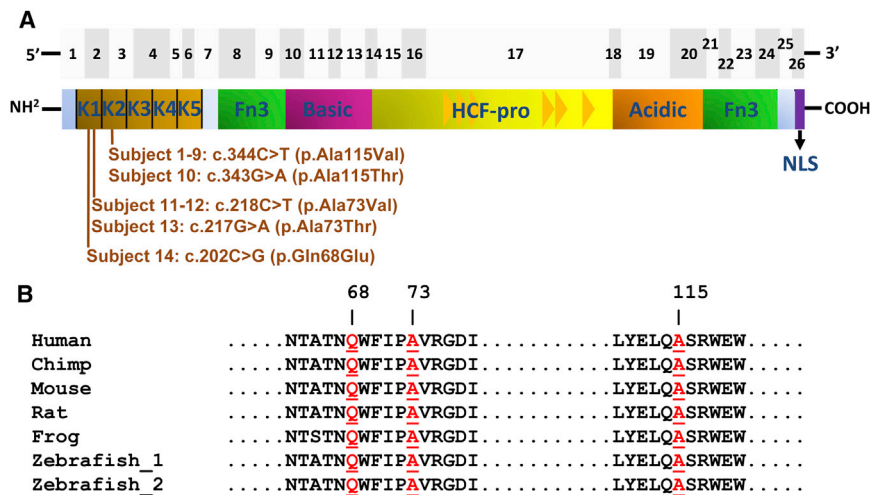 A
5’ 1 2 3 4 5 6 7 8 9 10 11 12 13 14 15 16 17 18 19 20 21 22 23 24 25 26 3’
NH² K1 K2 K3 K4 K5 Fn3 Basic HCF-pro Acidic Fn3 COOH
Subject 1-9: c.344C>T (p.Ala115Val)
NLS
Subject 10: c.343G>A (p.Ala115Thr)
Subject 11-12: c.218C>T (p.Ala73Val)
Subject 13: c.217G>A (p.Ala73Thr)
Subject 14: c.202C>G (p.Gln68Glu)
B
68 73 115
Human .....NTATNQWFIPAVRGDI...........LYELQASRWEW.....
Chimp .....NTATNQWFIPAVRGDI...........LYELQASRWEW.....
Mouse .....NTATNQWFIPAVRGDI...........LYELQASRWEW.....
Rat .....NTATNQWFIPAVRGDI...........LYELQASRWEW.....
Frog .....NTSTNQWFIPAVRGDI...........LYELQASRWEW.....
Zebrafish_1 .....NTATNQWFIPAVRGDI...........LYELQASRWEW.....
Zebrafish_2 .....NTATNQWFIPAVRGDI...........LYELQASRWEW.....